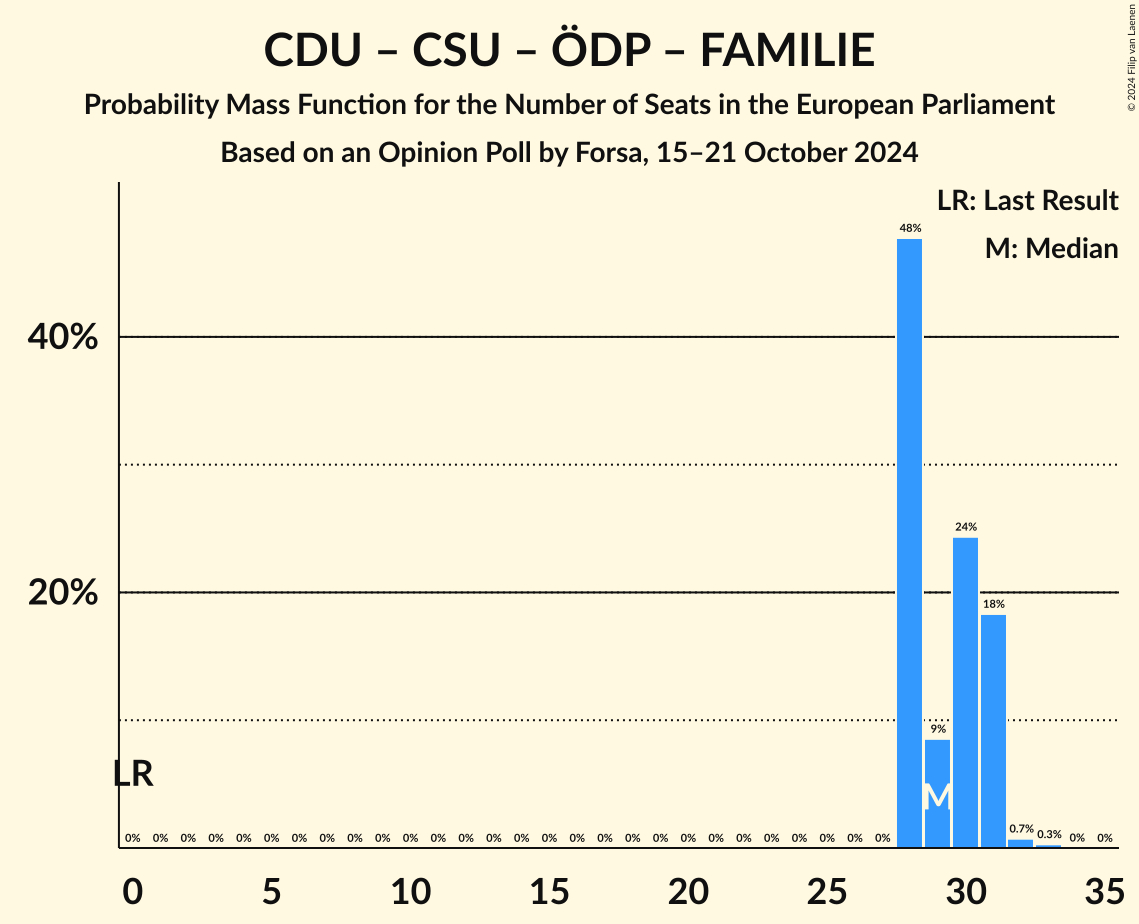 CDU – CSU – ÖDP – FAMILIE
Probability Mass Function for the Number of Seats in the European Parliament
Based on an Opinion Poll by Forsa, 15–21 October 2024
© 2024 Filip van Laenen
LR: Last Result
M: Median
48%
40%
24%
20%
18%
9%
LR
M
0% 0% 0% 0% 0% 0% 0% 0% 0% 0% 0% 0% 0% 0% 0% 0% 0% 0% 0% 0% 0% 0% 0% 0% 0% 0% 0% 0% 0.7% 0.3% 0% 0%
0 5 10 15 20 25 30 35